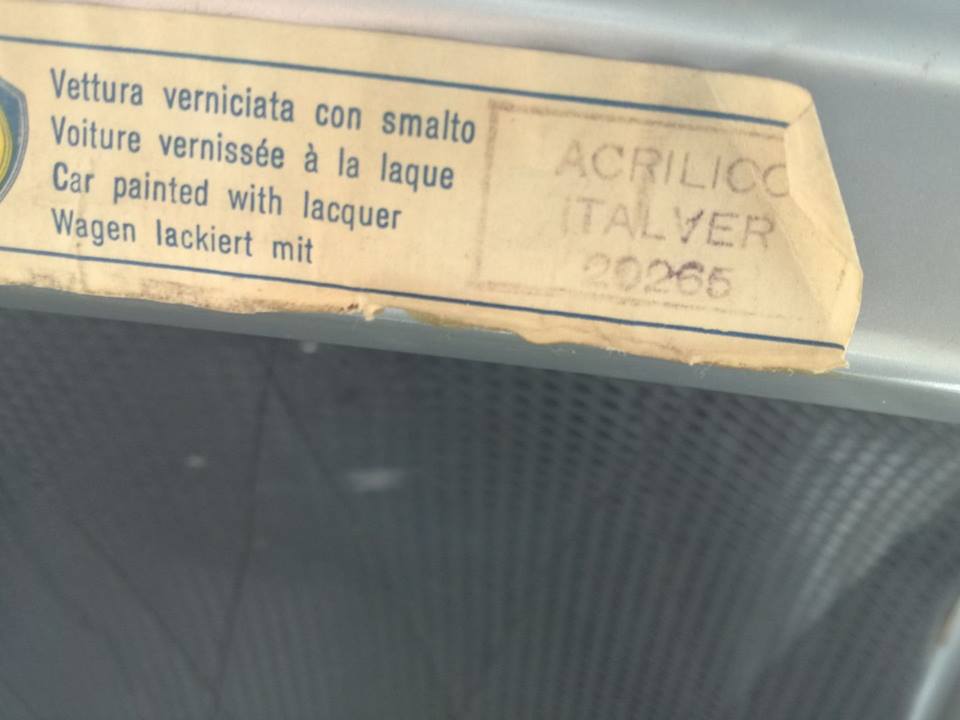 Vettura verniciata con smalto
Voiture vernissée à la laque
Car painted with lacquer
Wagen lackiert mit
ACRILICO
ITALVER
20265